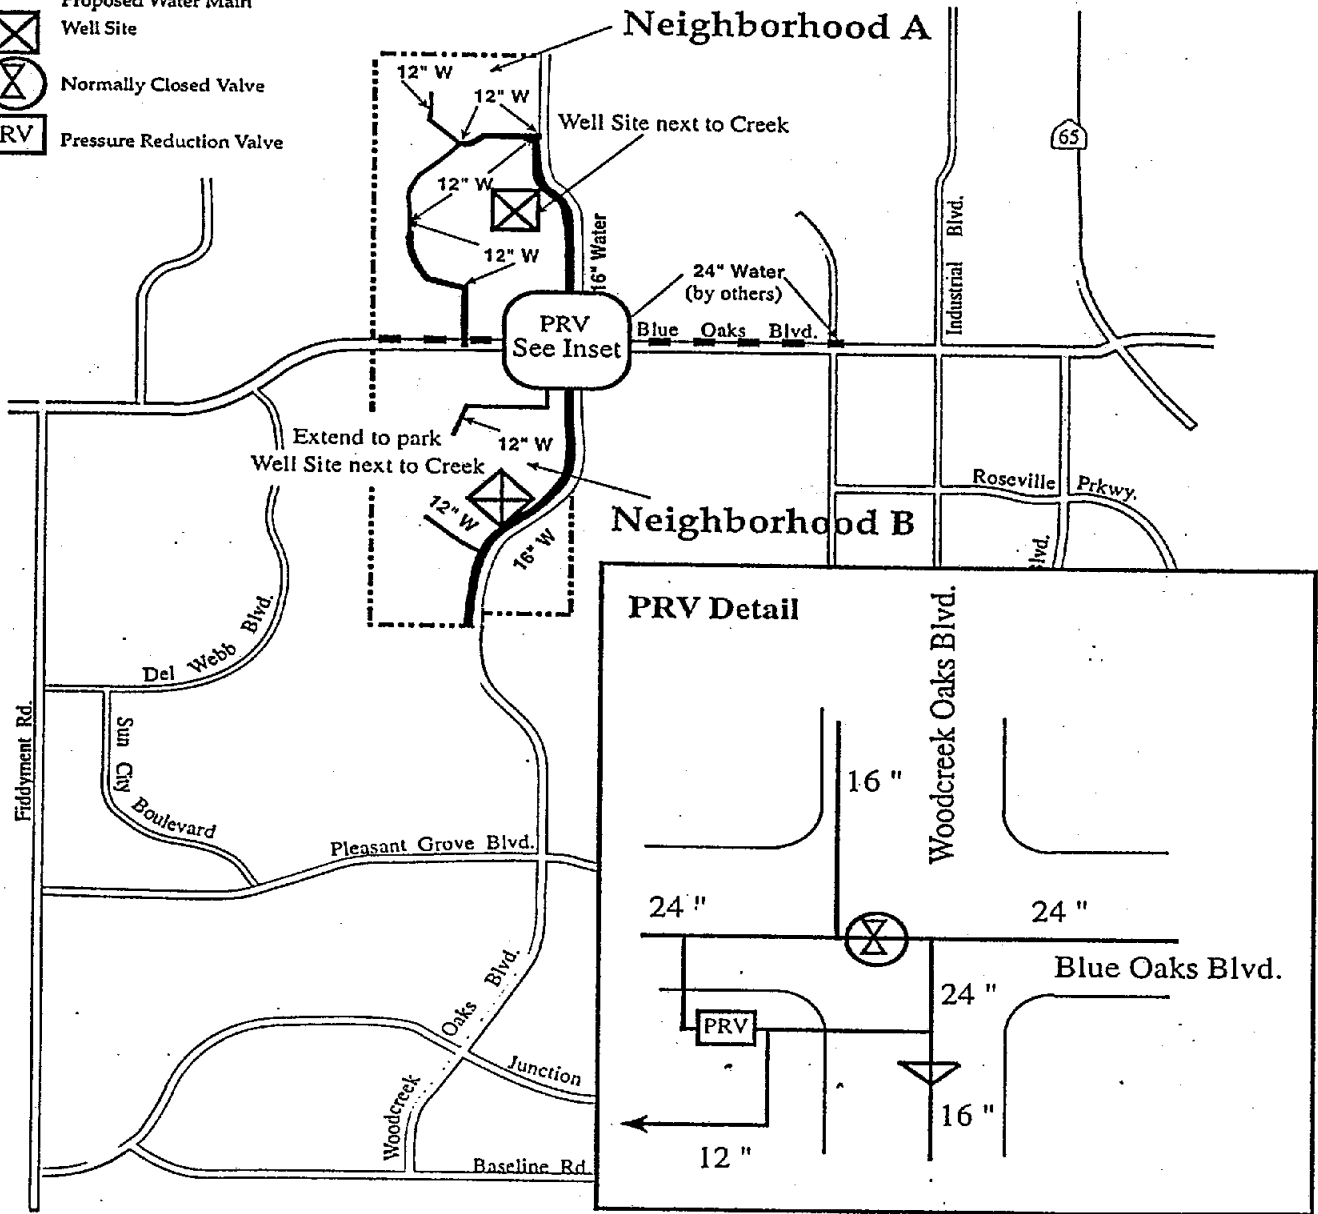 Proposed Water Main
Well Site
Normally Closed Valve
RV
Pressure Reduction Valve
Neighborhood A
12" W
12" W
Well Site next to Creek
65
12" W
12" W
16" Water
24" Water
(by others)
Industrial Blvd.
PRV
See Inset
Blue Oaks Blvd.
Extend to park
12" W
Well Site next to Creek
Roseville Prkwy.
12" W
Neighborhood B
16" W
lvd.
Del Webb Blvd.
Sun City Boulevard
Fiddyment Rd.
Pleasant Grove Blvd.
Woodcreek Oaks Blvd.
Junction
Baseline Rd
PRV Detail
Woodcreek Oaks Blvd.
16 "
24 "
24 "
Blue Oaks Blvd.
24 "
PRV
16 "
12 "